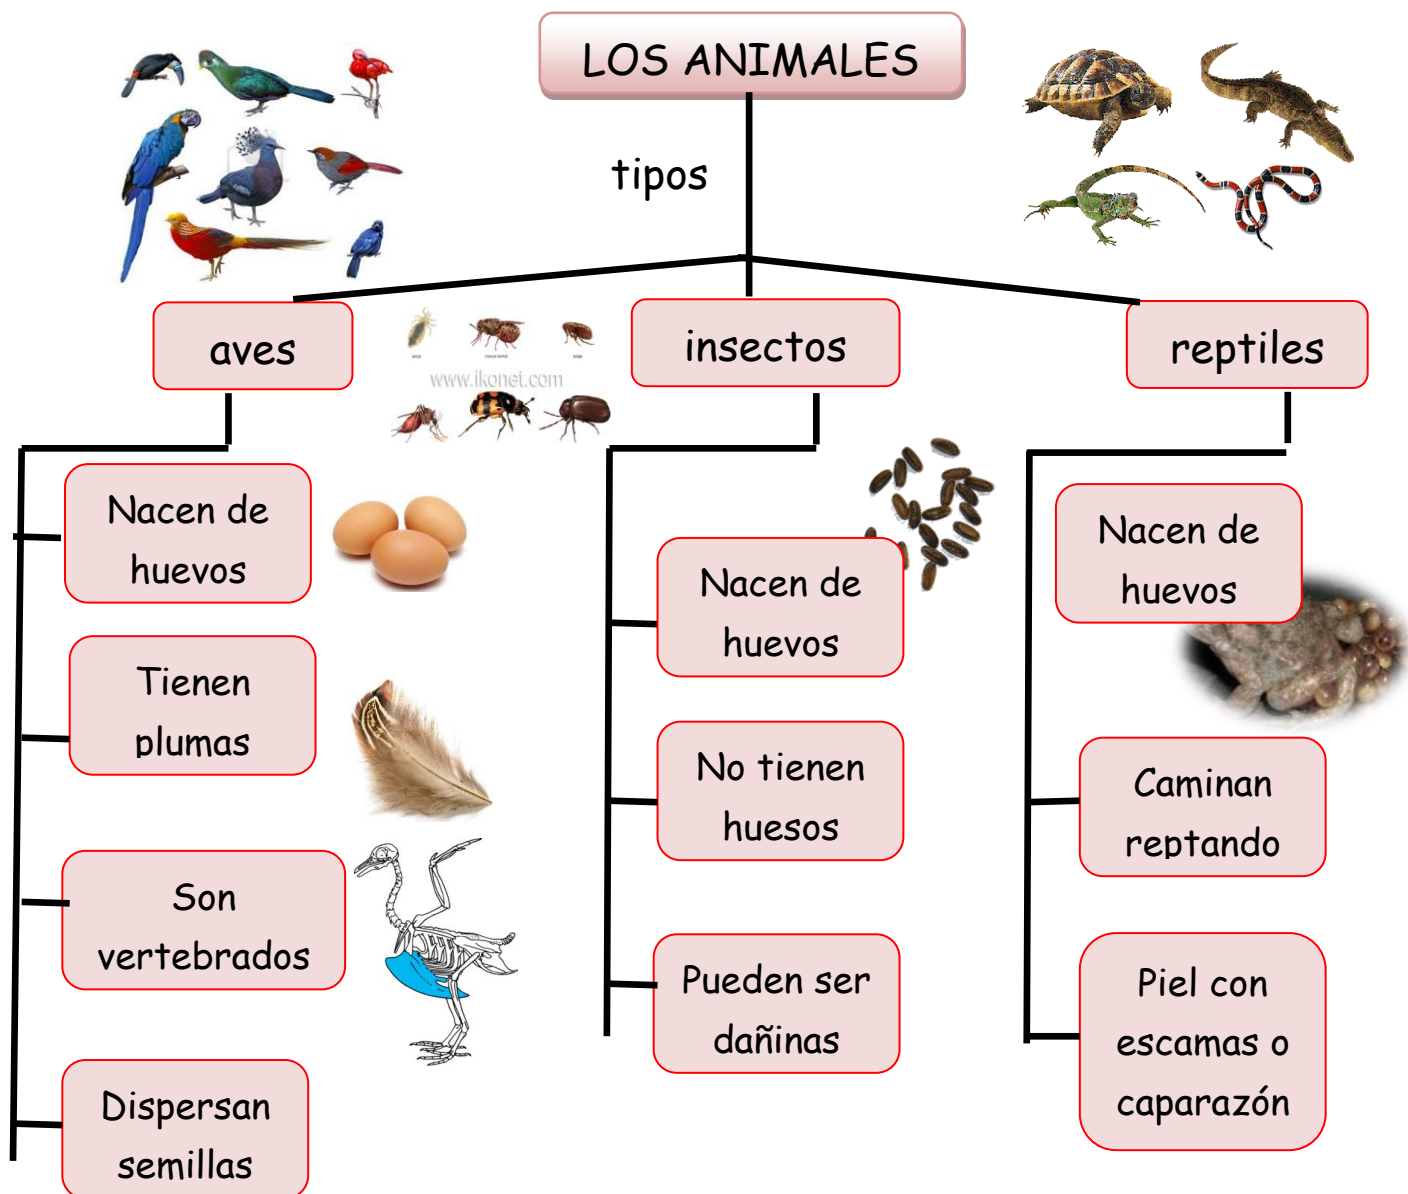 LOS ANIMALES
tipos
aves
insectos
reptiles
www.ikonet.com
Nacen de
huevos
Tienen
plumas
Son
vertebrados
Dispersan
semillas
Nacen de
huevos
No tienen
huesos
Pueden ser
dañinas
Nacen de
huevos
Caminan
reptando
Piel con
escamas o
caparazón